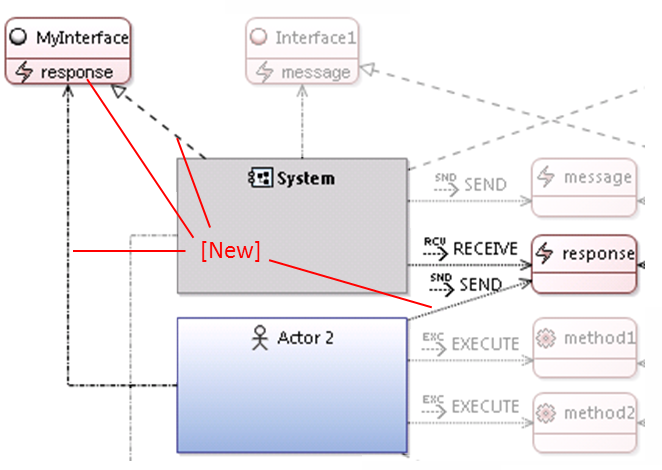 MyInterface
response
Interface1
message
System
[New]
SND SEND
message
RCU RECEIVE
response
SND SEND
Actor 2
EXC EXECUTE
method1
EXC EXECUTE
method2